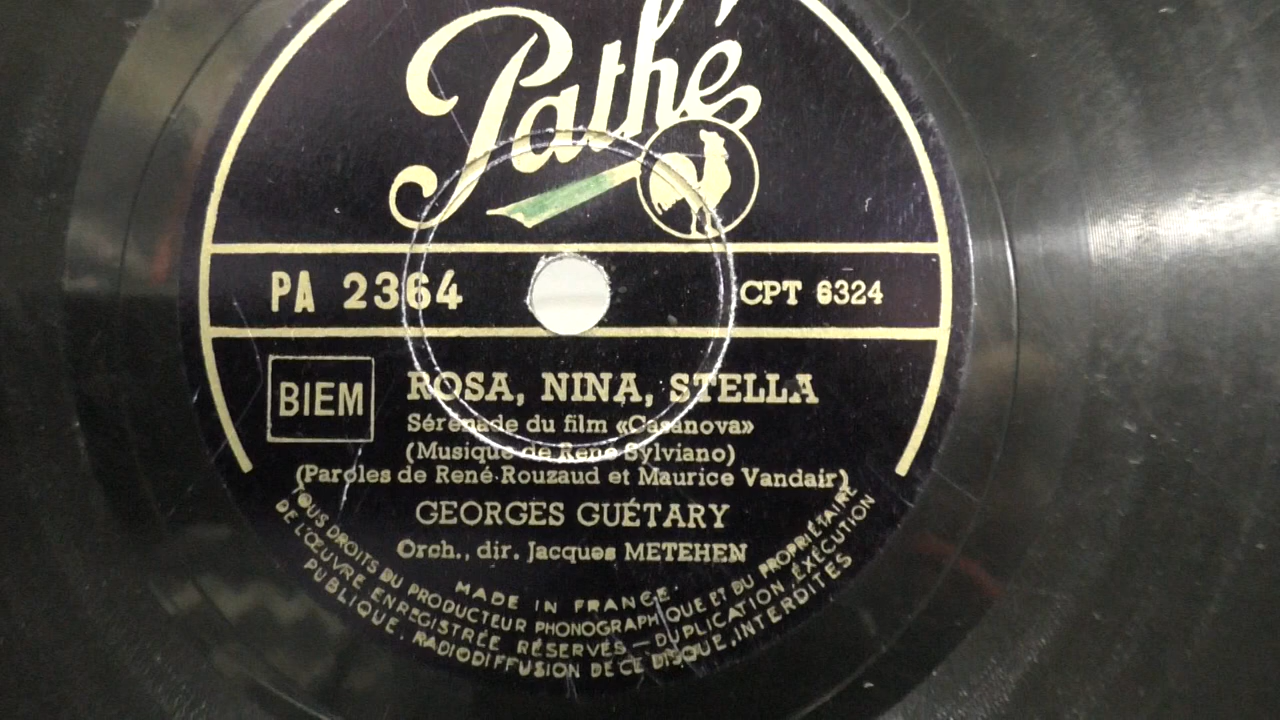 Pathé
PA 2364
CPT 6324
BIEM
ROSA, NINA, STELLA
Sérénade du film «Casanova»
(Musique de René Sylviano)
(Paroles de René Rouzaud et Maurice Vandair)
GEORGES GUÉTARY
Orch., dir. Jacques METEHEN
MADE IN FRANCE
TOUS DROITS DU PRODUCTEUR PHONOGRAPHIQUE ET DU PROPRIÉTAIRE
DE L'ŒUVRE ENREGISTRÉE RÉSERVÉS — DUPLICATION, EXÉCUTION
PUBLIQUE, RADIODIFFUSION DE CE DISQUE, INTERDITES